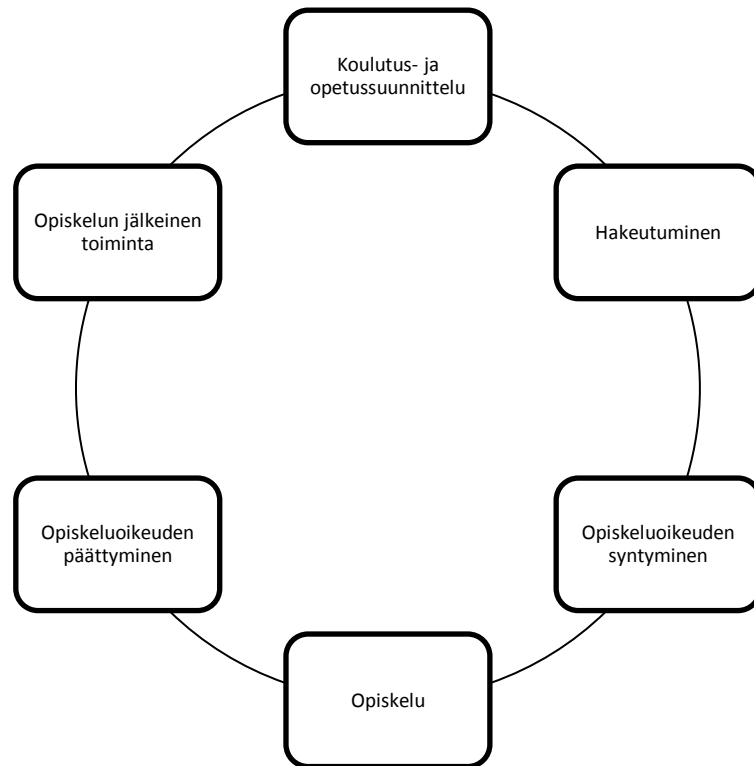 Koulutus- ja
opetussuunnittelu
Hakeutuminen
Opiskeluoikeuden
syntyminen
Opiskelu
Opiskeluoikeuden
päättyminen
Opiskelun jälkeinen
toiminta